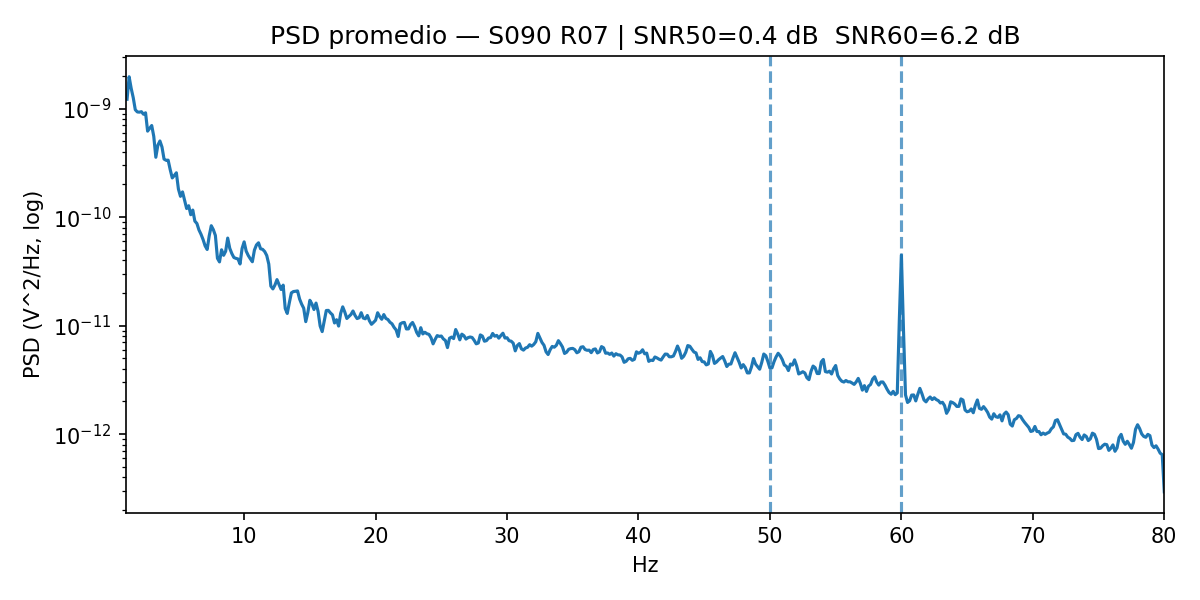 PSD promedio — S090 R07 | SNR50=0.4 dB  SNR60=6.2 dB
PSD (V^2/Hz, log)
10⁻⁹
10⁻¹⁰
10⁻¹¹
10⁻¹²
10 20 30 40 50 60 70 80
Hz